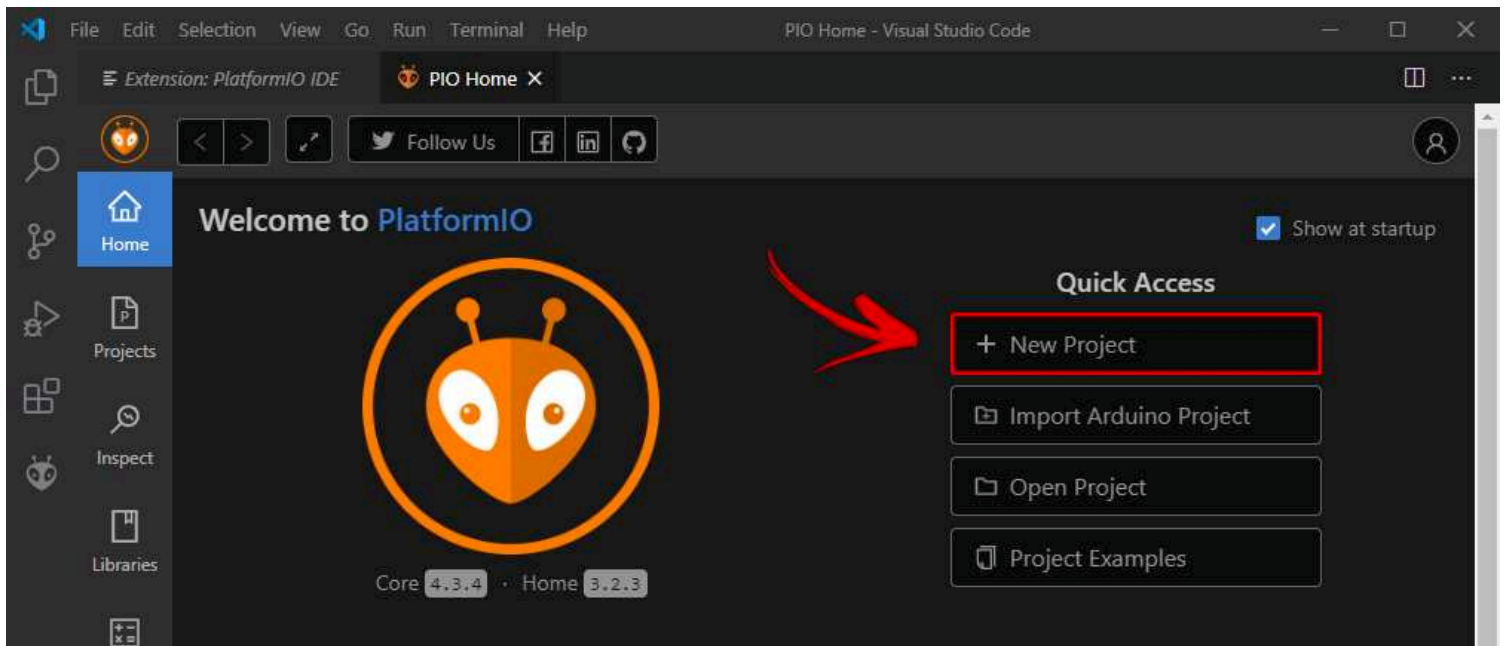 File Edit Selection View Go Run Terminal Help PIO Home - Visual Studio Code
Extension: PlatformIO IDE PIO Home
Follow Us
Home
Welcome to PlatformIO
Show at startup
Quick Access
New Project
Projects
Import Arduino Project
Inspect
Open Project
Libraries
Project Examples
Core 4.3.4 · Home 3.2.3